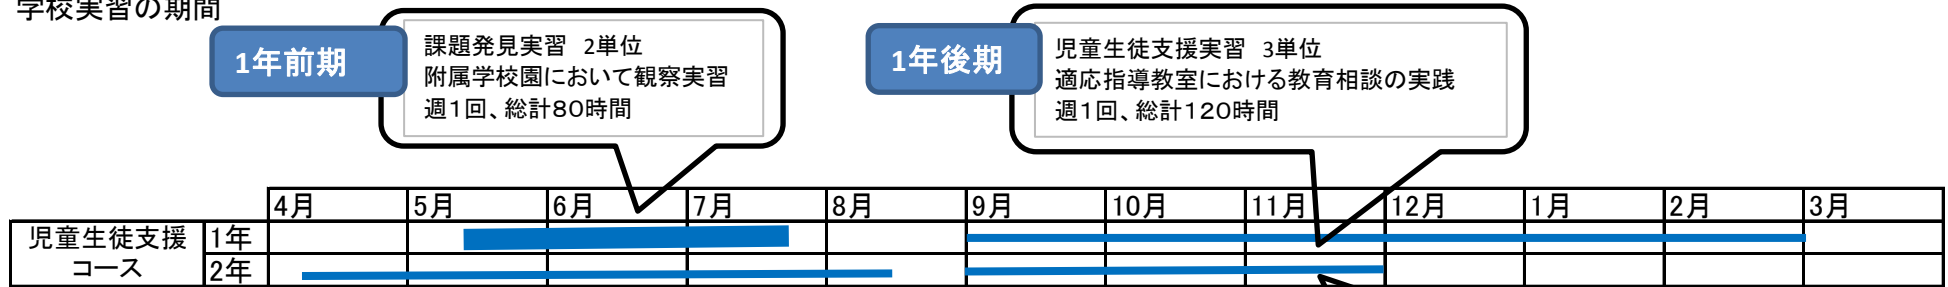 学校実習の期間
1年前期
課題発見実習 2単位
附属学校園において観察実習
週1回、総計80時間
1年後期
児童生徒支援実習 3単位
適応指導教室における教育相談の実践
週1回、総計120時間
4月 5月 6月 7月 8月 9月 10月 11月 12月 1月 2月 3月
児童生徒支援
コース
1年
2年